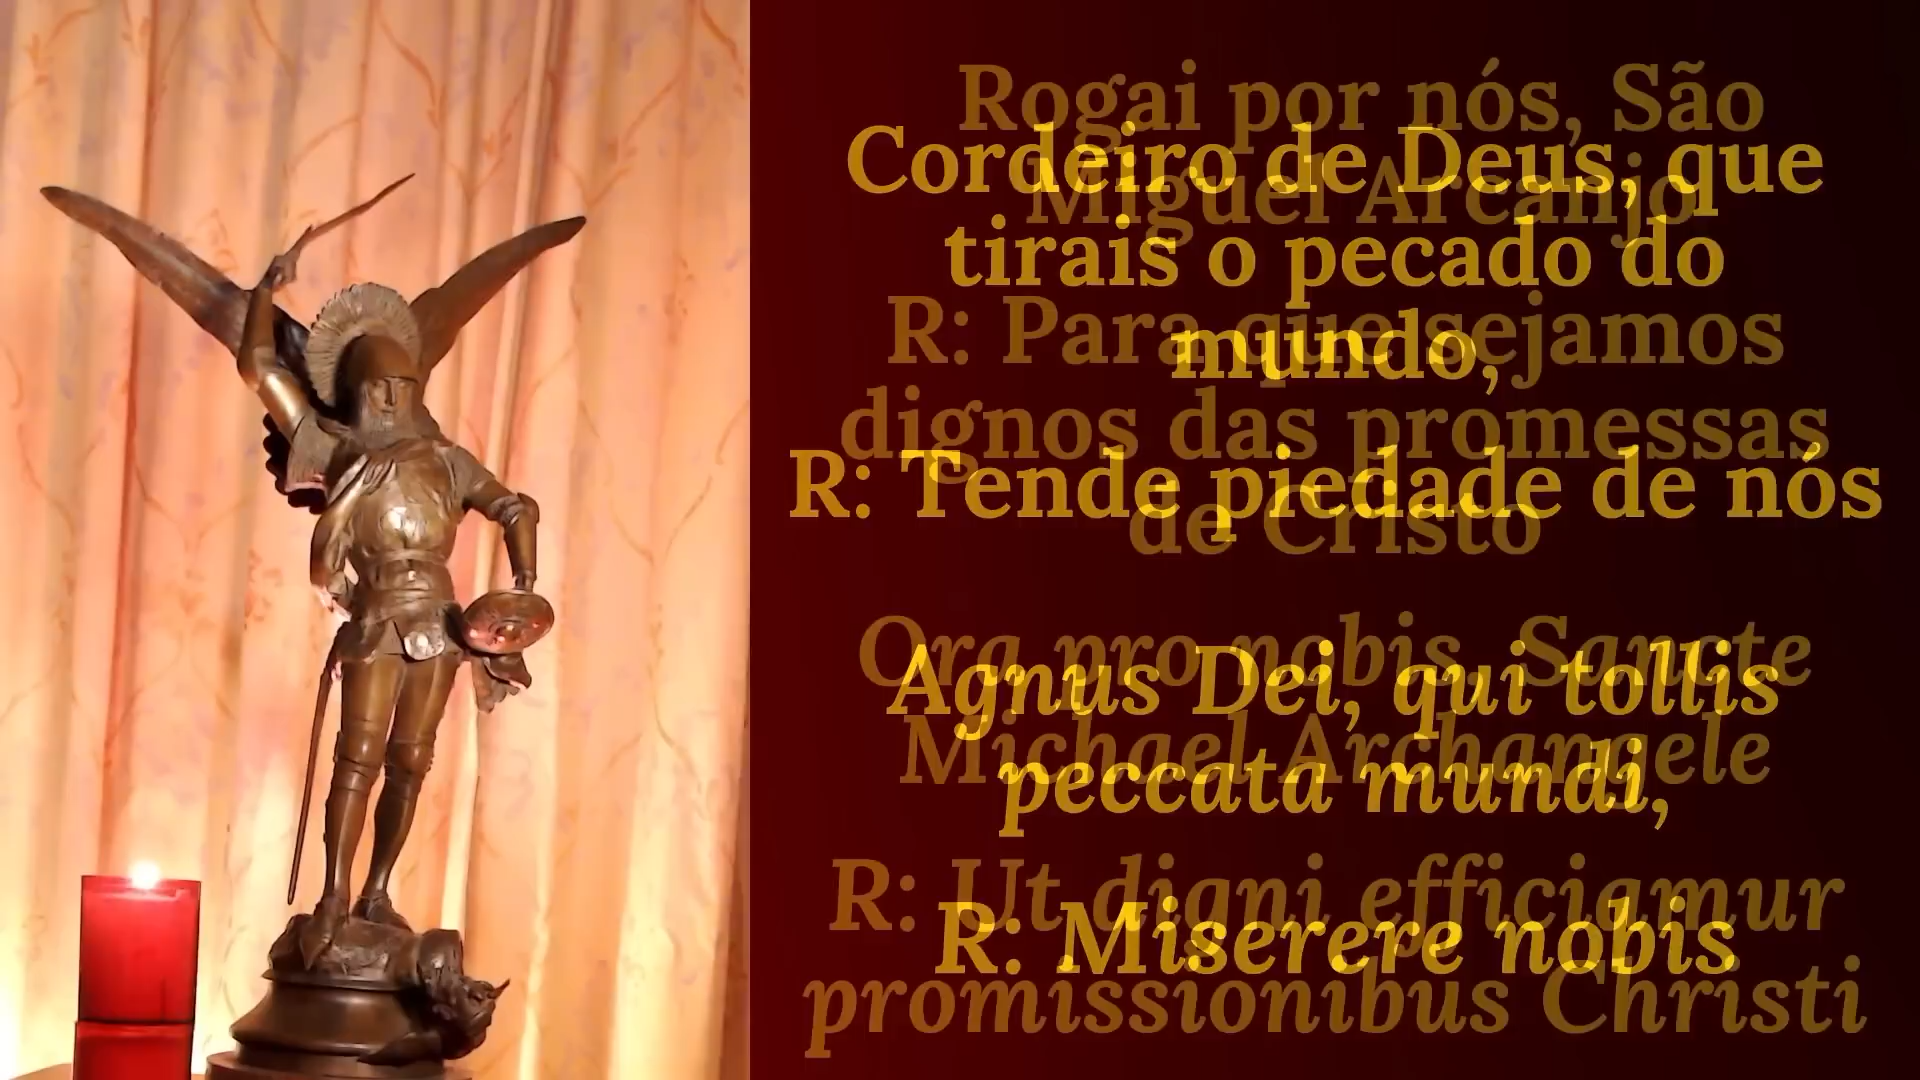 Cordeiro de Deus, que
tirais o pecado do
mundo,
R: Tende piedade de nós
Agnus Dei, qui tollis
peccata mundi,
R: Miserere nobis
Rogai por nós, São
Miguel Arcanjo
R: Para que sejamos
dignos das promessas
de Cristo
Ora pro nobis, Sancte
Michael Archangele
R: Ut digni efficiamur
promissionibus Christi